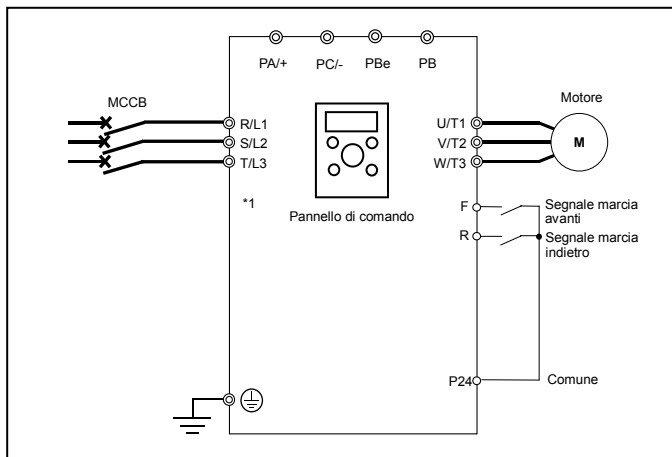 PA/+ PC/- PBe PB
MCCB
Motore
R/L1
S/L2
T/L3
U/T1
V/T2
W/T3
M
*1
Pannello di comando
F
Segnale marcia
avanti
R
Segnale marcia
indietro
P24
Comune